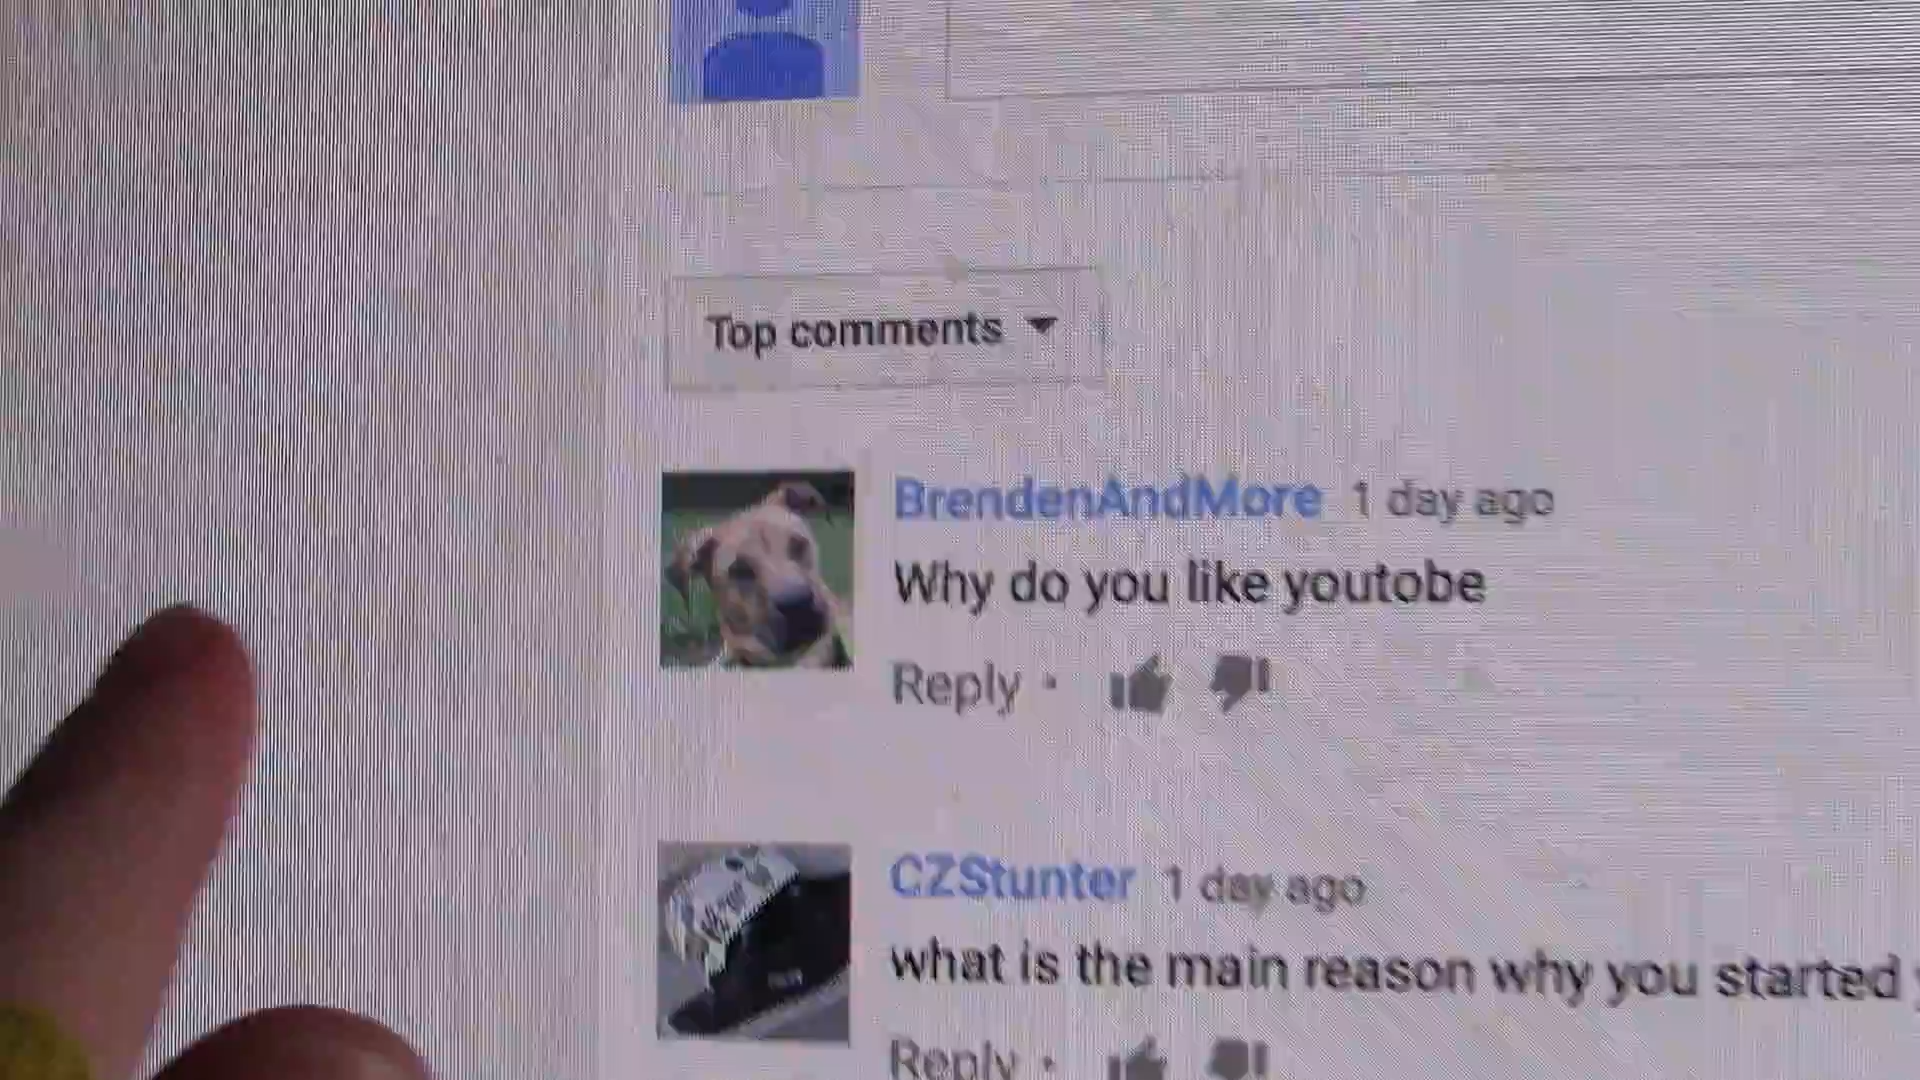 Top comments
BrendenAndMore 1 day ago
Why do you like youtobe
Reply •
CZStunter 1 day ago
what is the main reason why you started
Reply •